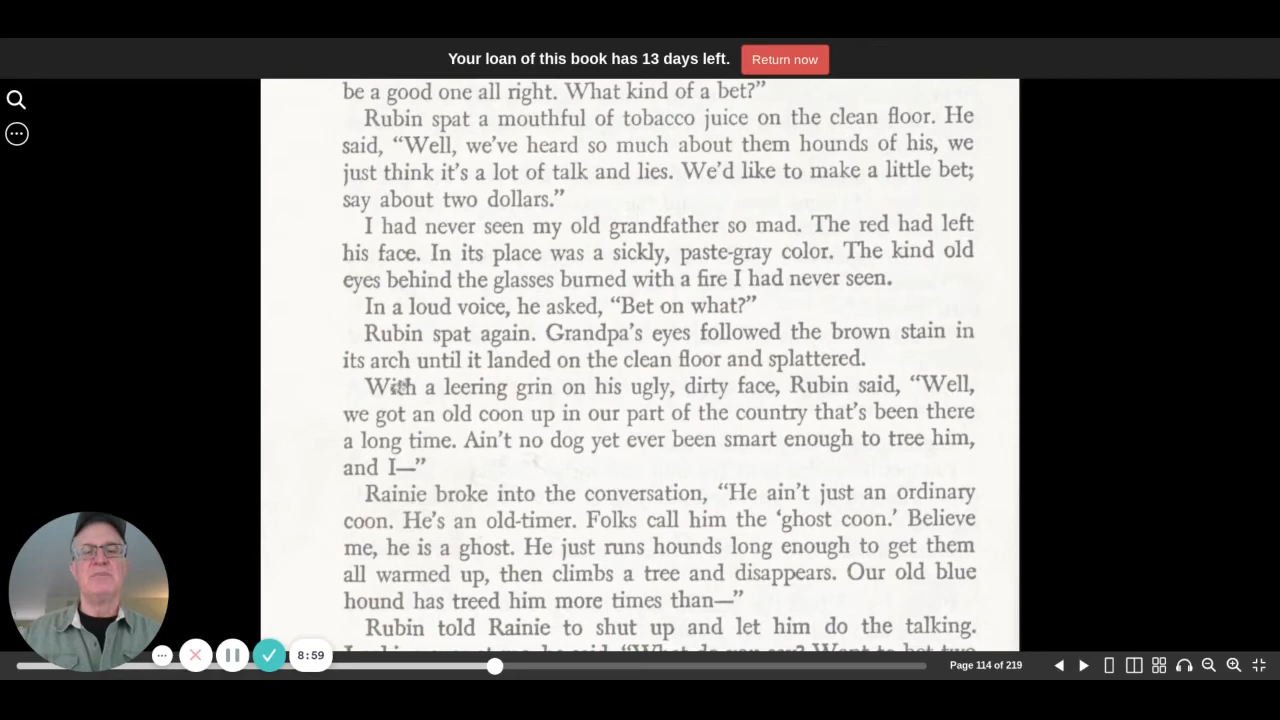 Your loan of this book has 13 days left. Return now
be a good one all right. What kind of a bet?”
Rubin spat a mouthful of tobacco juice on the clean floor. He
said, “Well, we’ve heard so much about them hounds of his, we
just think it’s a lot of talk and lies. We’d like to make a little bet;
say about two dollars.”
I had never seen my old grandfather so mad. The red had left
his face. In its place was a sickly, paste-gray color. The kind old
eyes behind the glasses burned with a fire I had never seen.
In a loud voice, he asked, “Bet on what?”
Rubin spat again. Grandpa’s eyes followed the brown stain in
its arch until it landed on the clean floor and splattered.
With a leering grin on his ugly, dirty face, Rubin said, “Well,
we got an old coon up in our part of the country that’s been there
a long time. Ain’t no dog yet ever been smart enough to tree him,
and I—”
Rainie broke into the conversation, “He ain’t just an ordinary
coon. He’s an old-timer. Folks call him the ‘ghost coon.’ Believe
me, he is a ghost. He just runs hounds long enough to get them
all warmed up, then climbs a tree and disappears. Our old blue
hound has treed him more times than—”
Rubin told Rainie to shut up and let him do the talking.
8:59
Page 114 of 219